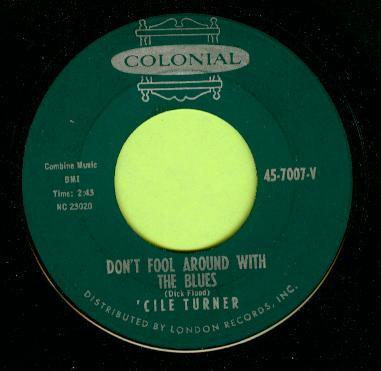 COLONIAL
Combine Music
BMI
Time: 2:43
NC 23020
45-7007-V
DON'T FOOL AROUND WITH
THE BLUES
(Dick Flood)
'CILE TURNER
DISTRIBUTED BY LONDON RECORDS, INC.